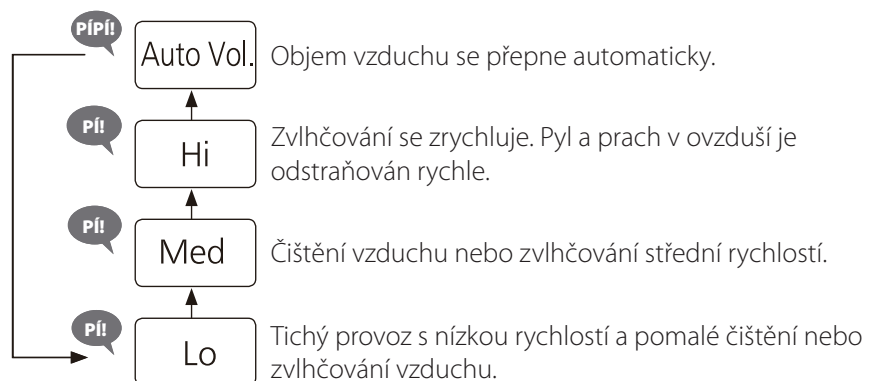 PÍPÍ!
Auto Vol.
Objem vzduchu se přepne automaticky.
PÍ!
Hi
Zvlhčování se zrychluje. Pyl a prach v ovzduší je
odstraňován rychle.
PÍ!
Med
Čištění vzduchu nebo zvlhčování střední rychlostí.
PÍ!
Lo
Tichý provoz s nízkou rychlostí a pomalé čištění nebo
zvlhčování vzduchu.